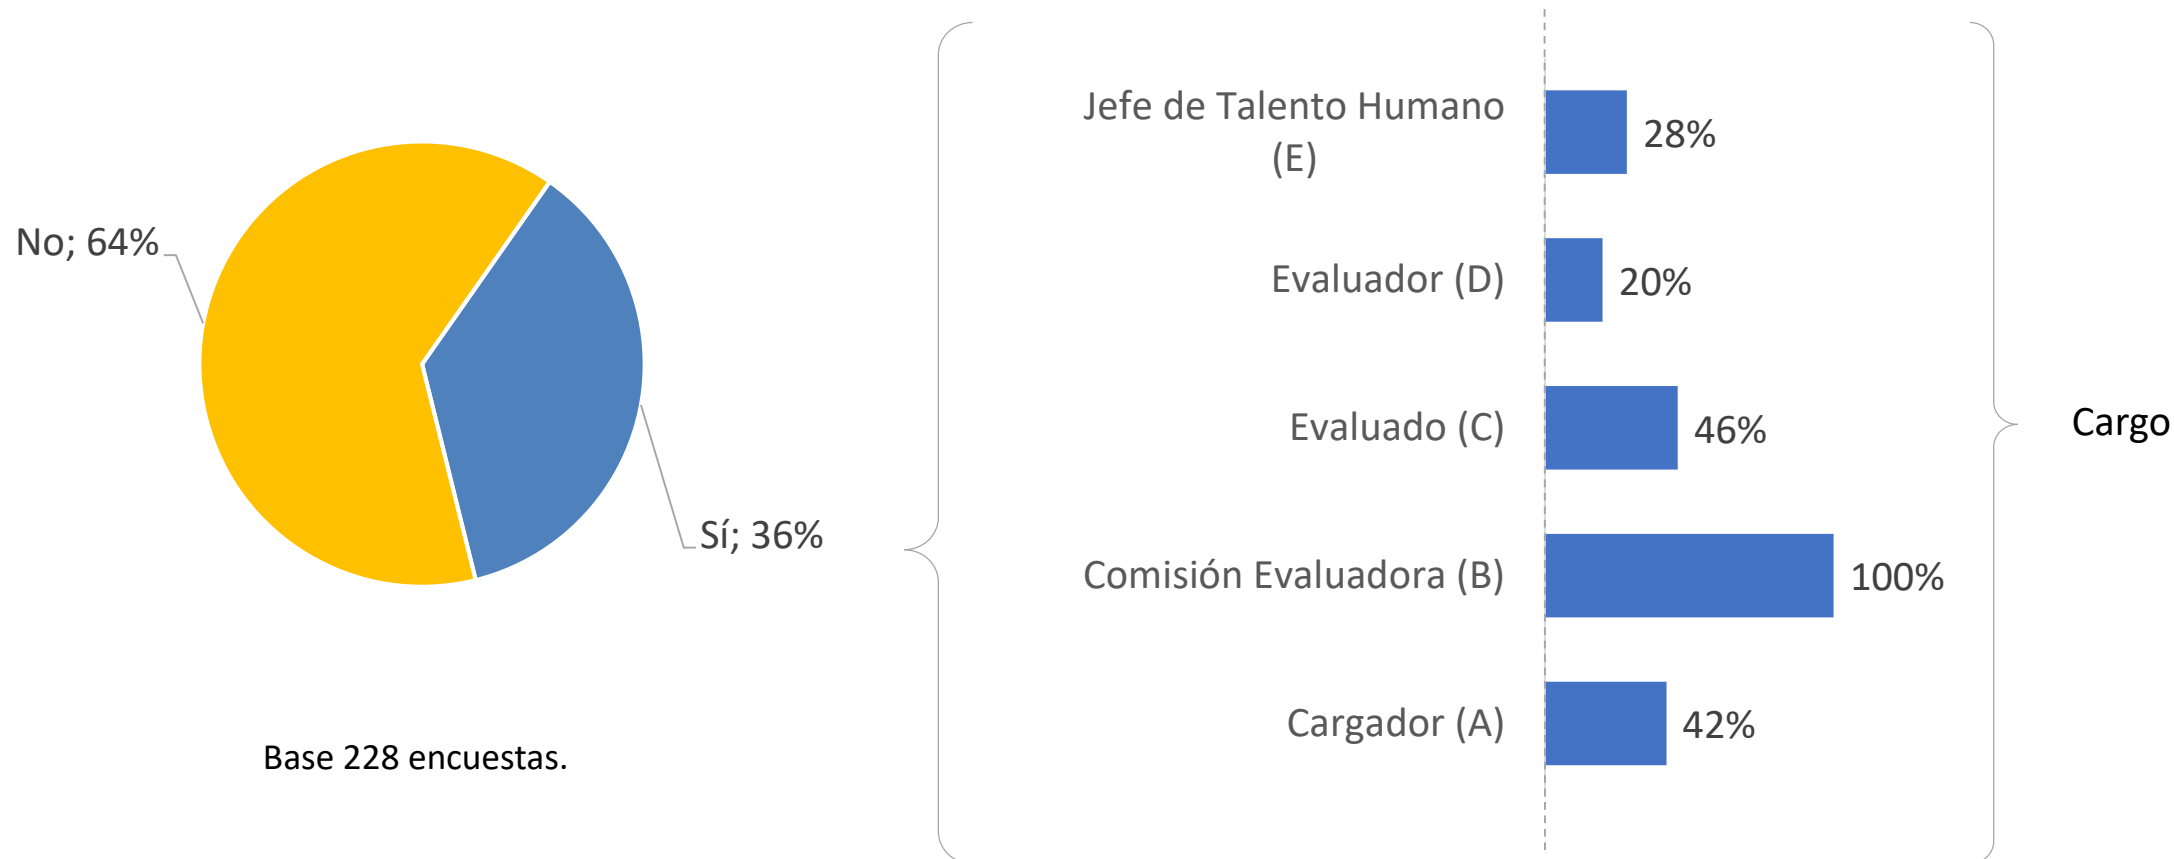 No; 64%
Sí; 36%
Base 228 encuestas.
Jefe de Talento Humano
(E)
28%
Evaluador (D)
20%
Evaluado (C)
46%
Comisión Evaluadora (B)
100%
Cargador (A)
42%
Cargo